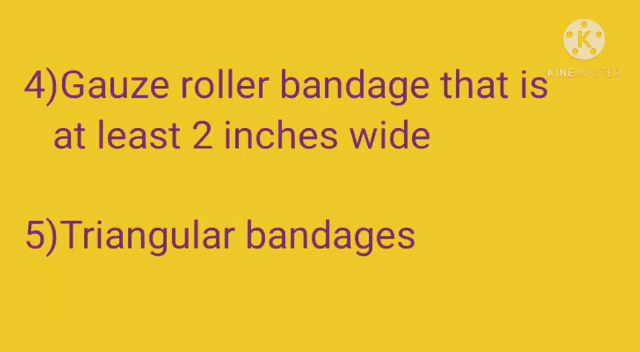 KINEMASTER
4)Gauze roller bandage that is
at least 2 inches wide
5)Triangular bandages